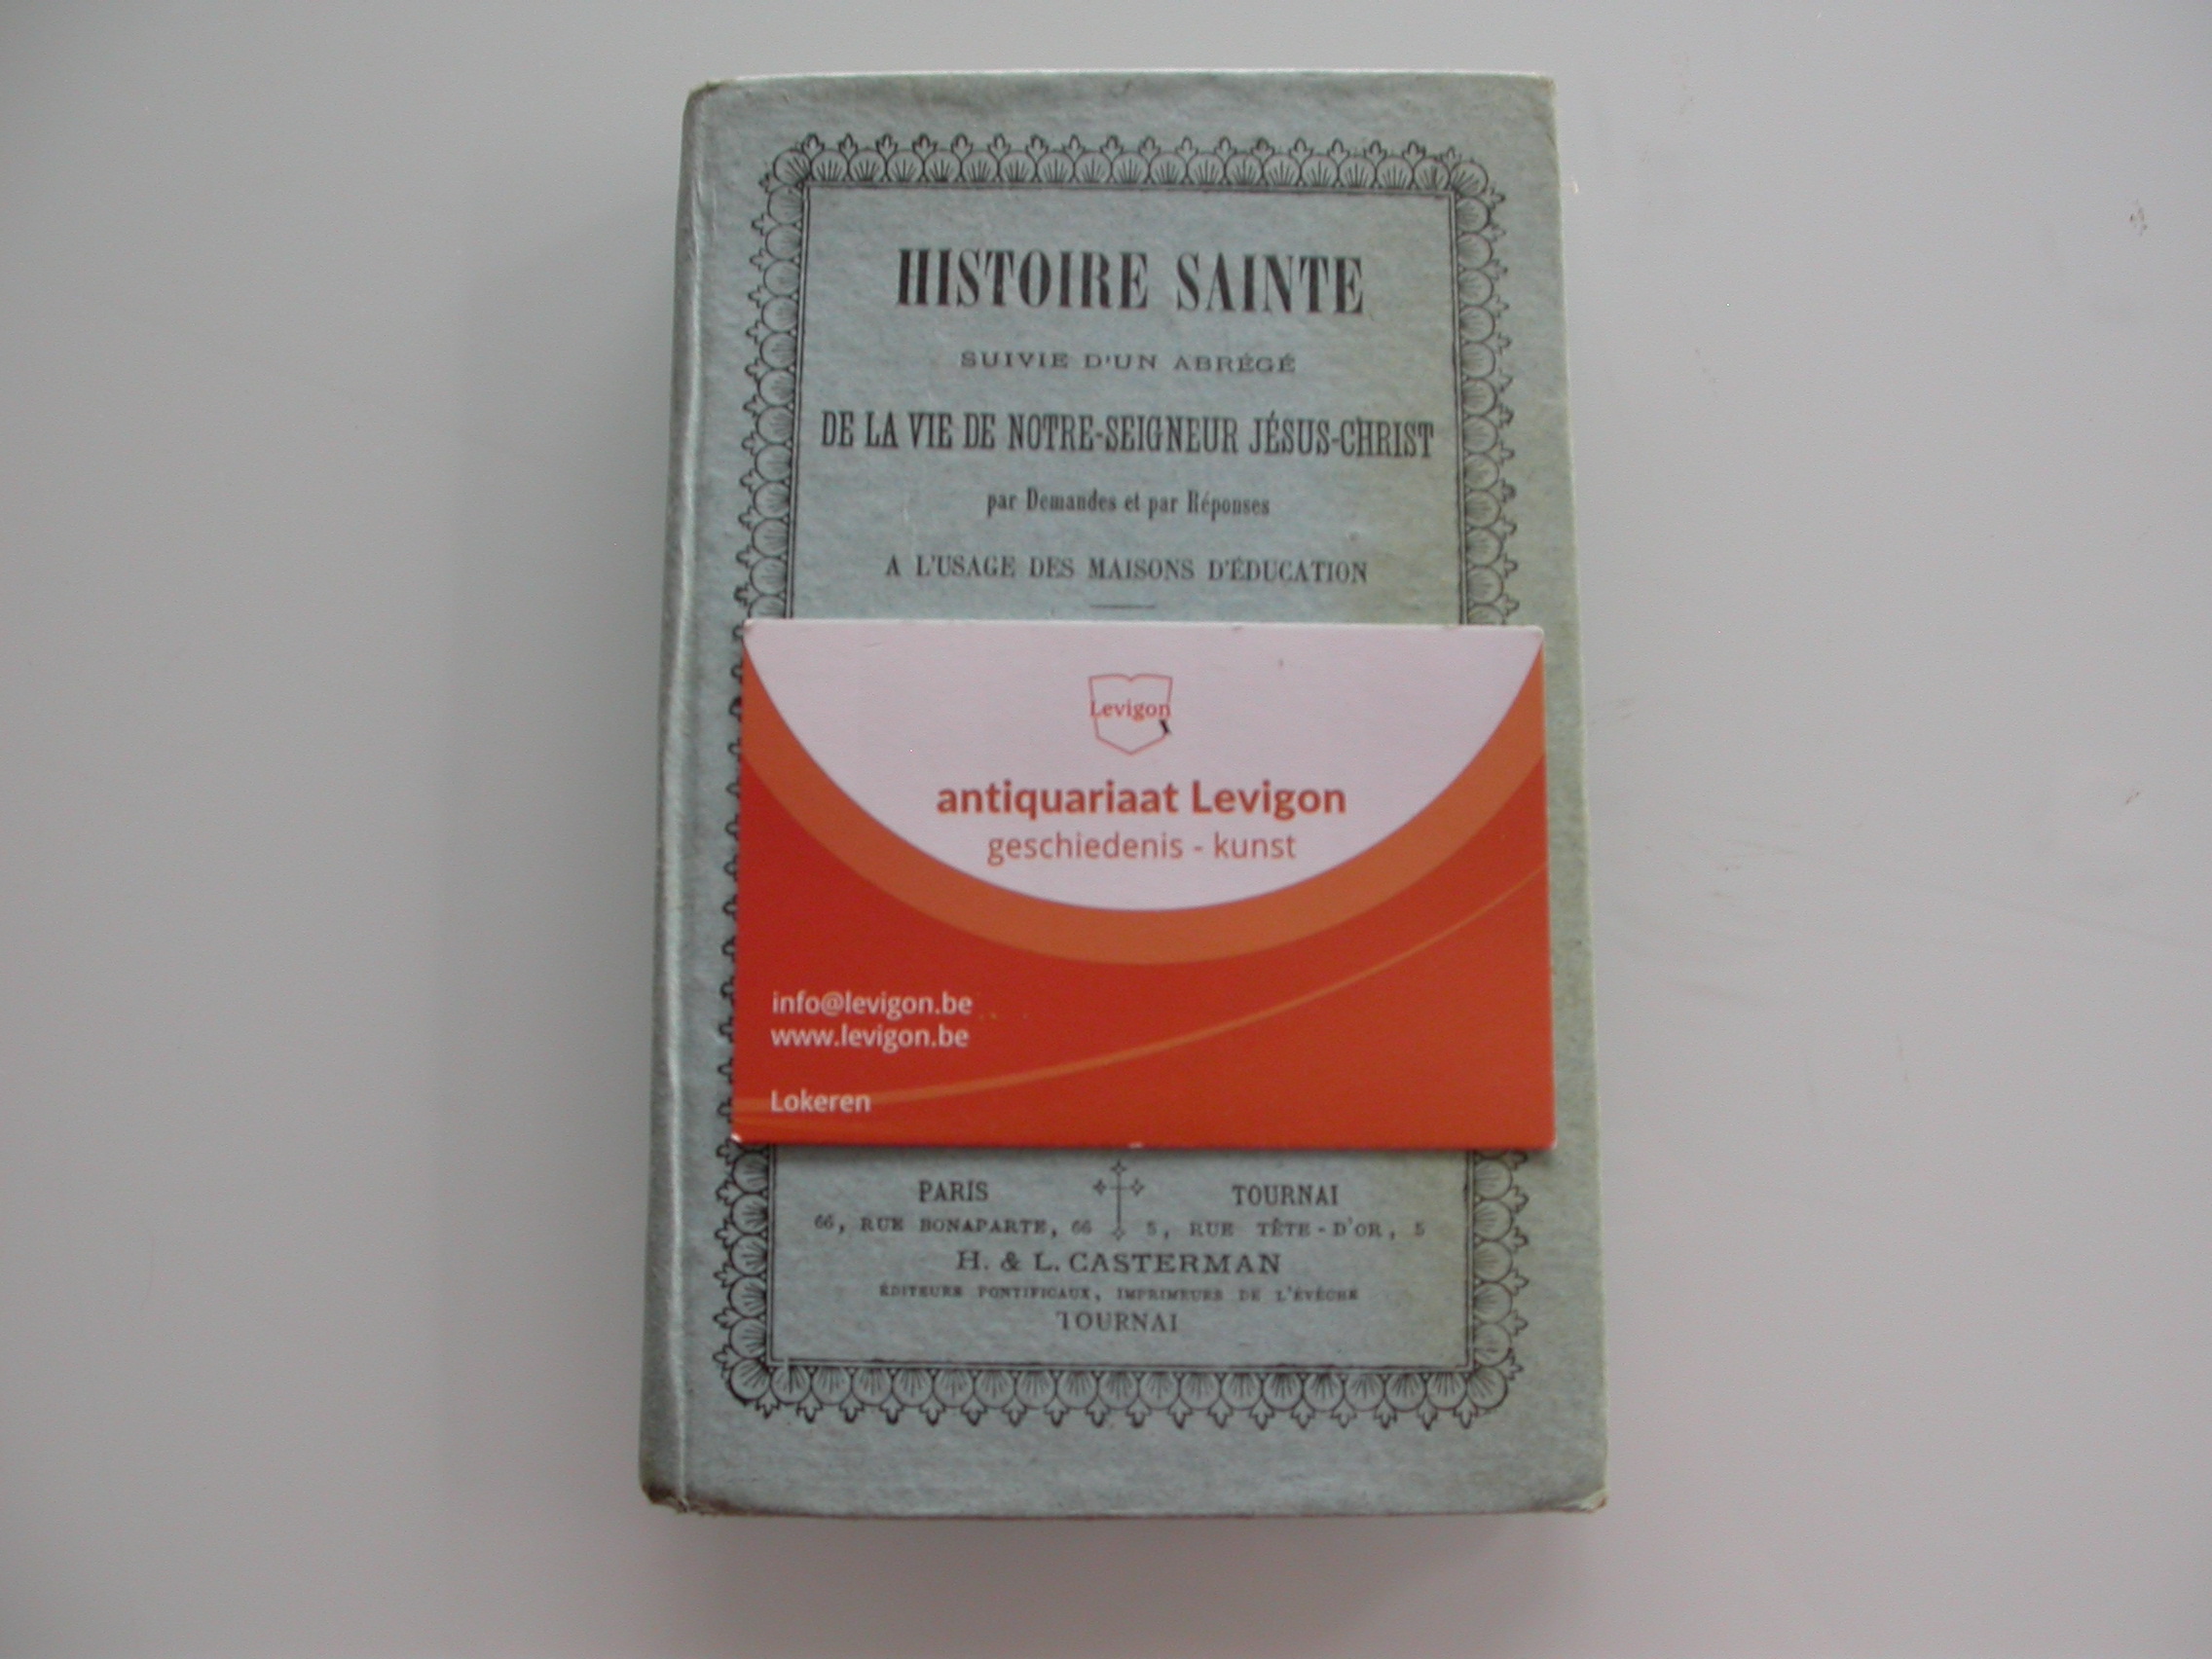 HISTOIRE SAINTE
SUIVIE D'UN ABRÉGÉ
DE LA VIE DE NOTRE-SEIGNEUR JÉSUS-CHRIST
par Demandes et par Réponses
A L'USAGE DES MAISONS D'ÉDUCATION
Levigon
antiquariaat Levigon
geschiedenis - kunst
info@levigon.be
www.levigon.be
Lokeren
PARIS TOURNAI
66, RUE BONAPARTE, 66 5, RUE TÊTE-D'OR, 5
H. & L. CASTERMAN
ÉDITEURS PONTIFICAUX, IMPRIMEURS DE L'ÉVÊCHÉ
TOURNAI